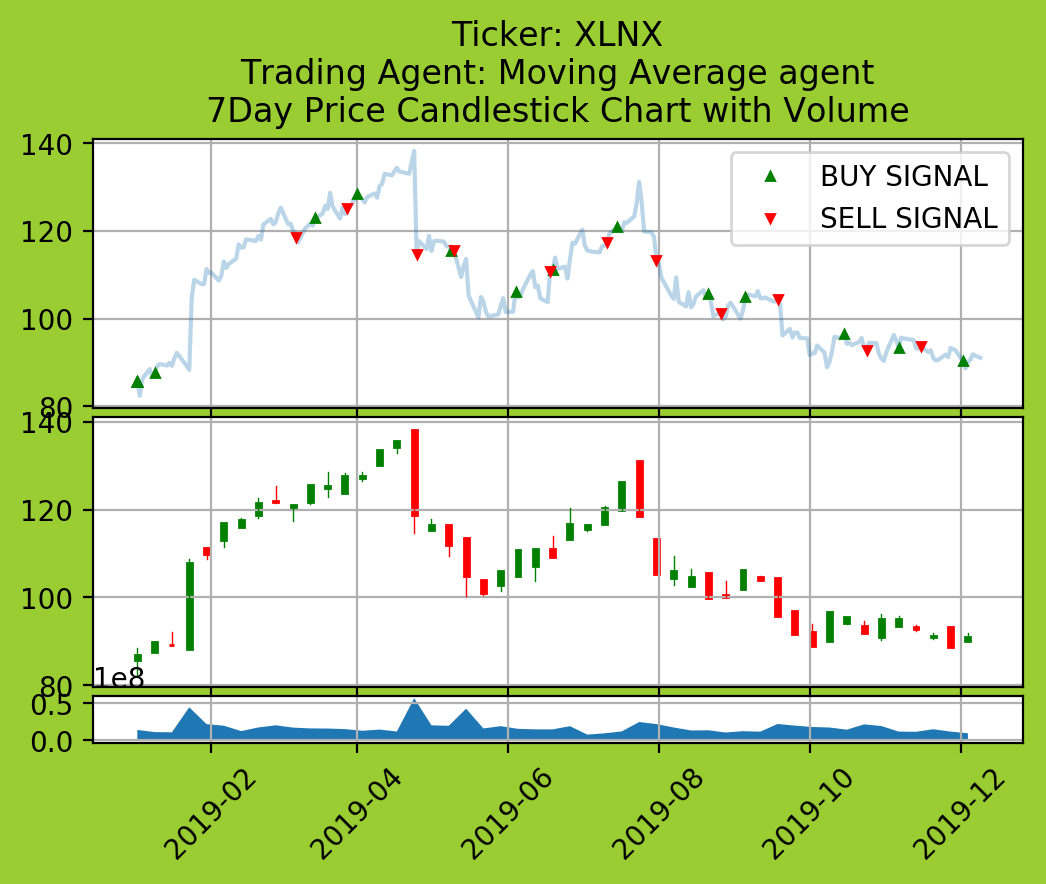 Ticker: XLNX
Trading Agent: Moving Average agent
7Day Price Candlestick Chart with Volume
140
120
100
80
BUY SIGNAL
SELL SIGNAL
140
120
100
80
1e8
0.5
0.0
2019-02
2019-04
2019-06
2019-08
2019-10
2019-12